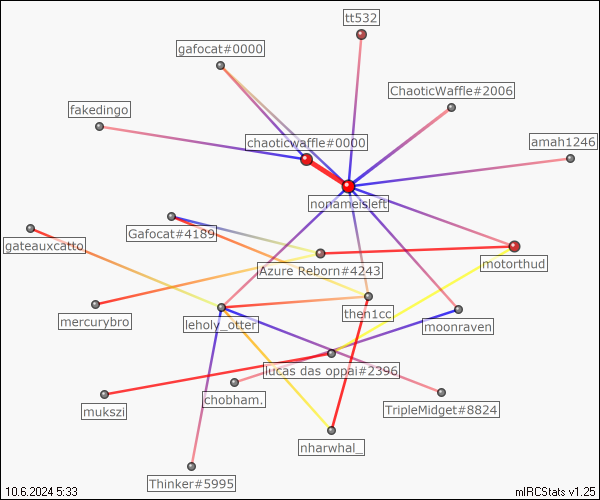 tt532
gafocat#0000
ChaoticWaffle#2006
fakedingo
chaoticwaffle#0000
amah1246
nonameisleft
Gafocat#4189
gateauxcatto
motorthud
Azure Reborn#4243
mercurybro
then1cc
leholy_otter
moonraven
lucas das oppai#2396
chobham.
mukszi
TripleMidget#8824
nharwhal_
Thinker#5995
10.6.2024 5:33
mIRCStats v1.25